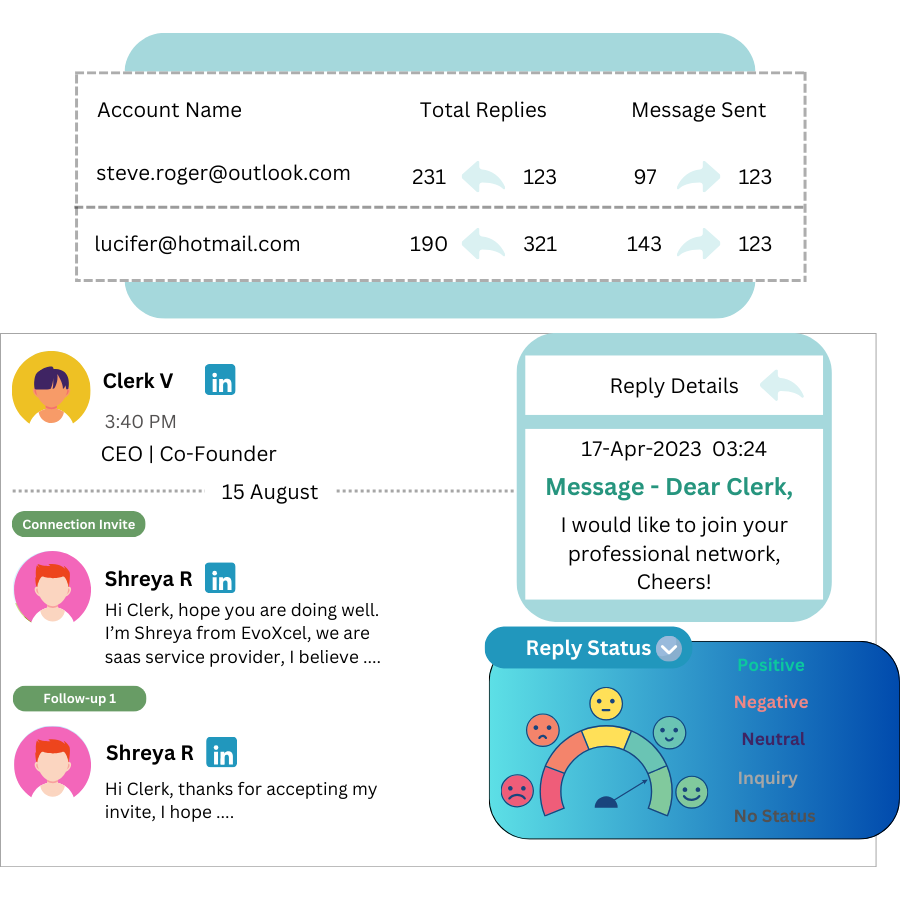 Account Name Total Replies Message Sent
steve.roger@outlook.com 231 123 97 123
lucifer@hotmail.com 190 321 143 123
Clerk V in
3:40 PM
CEO | Co-Founder
15 August
Connection Invite
Shreya R in
Hi Clerk, hope you are doing well.
I’m Shreya from EvoXcel, we are
saas service provider, I believe ....
Follow-up 1
Shreya R in
Hi Clerk, thanks for accepting my
invite, I hope ....
Reply Details
17-Apr-2023 03:24
Message - Dear Clerk,
I would like to join your
professional network,
Cheers!
Reply Status
Positive
Negative
Neutral
Inquiry
No Status